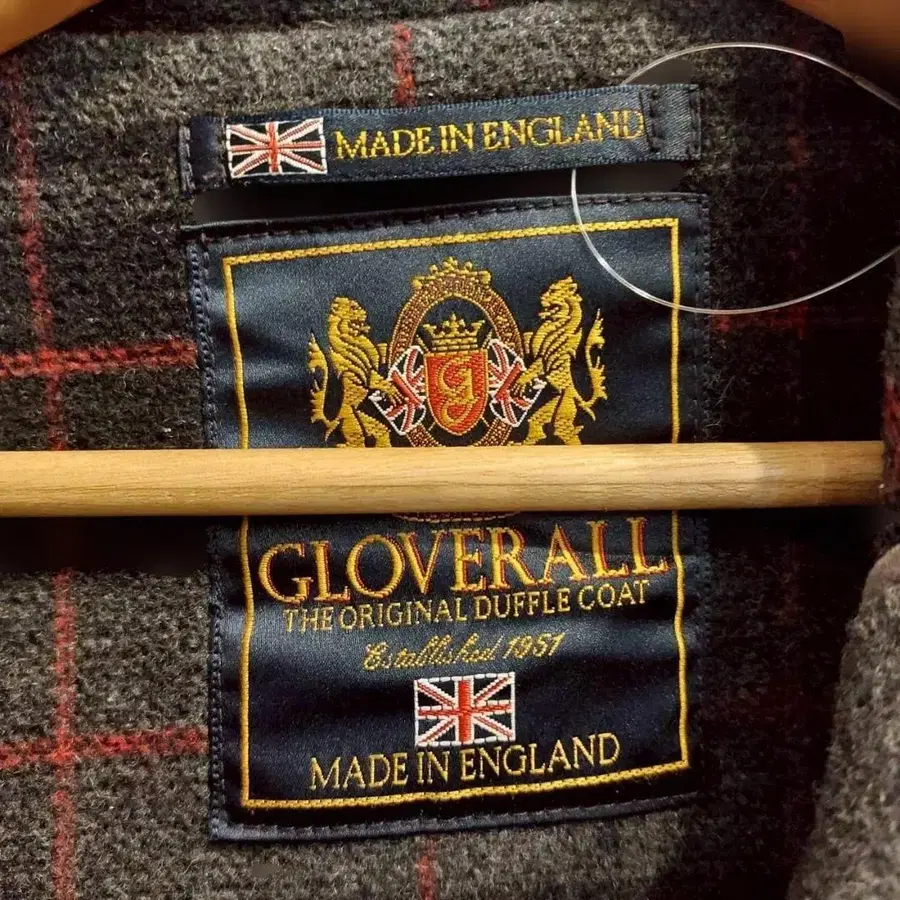 MADE IN ENGLAND
G
GLOVERALL
THE ORIGINAL DUFFLE COAT
Established 1951
MADE IN ENGLAND